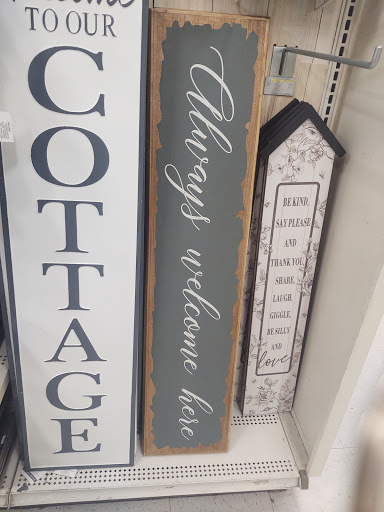 Welcome
TO OUR
COTTAGE
Always welcome here
BE KIND,
SAY PLEASE
AND
THANK YOU,
SHARE,
LAUGH,
GIGGLE,
BE SILLY
AND
love